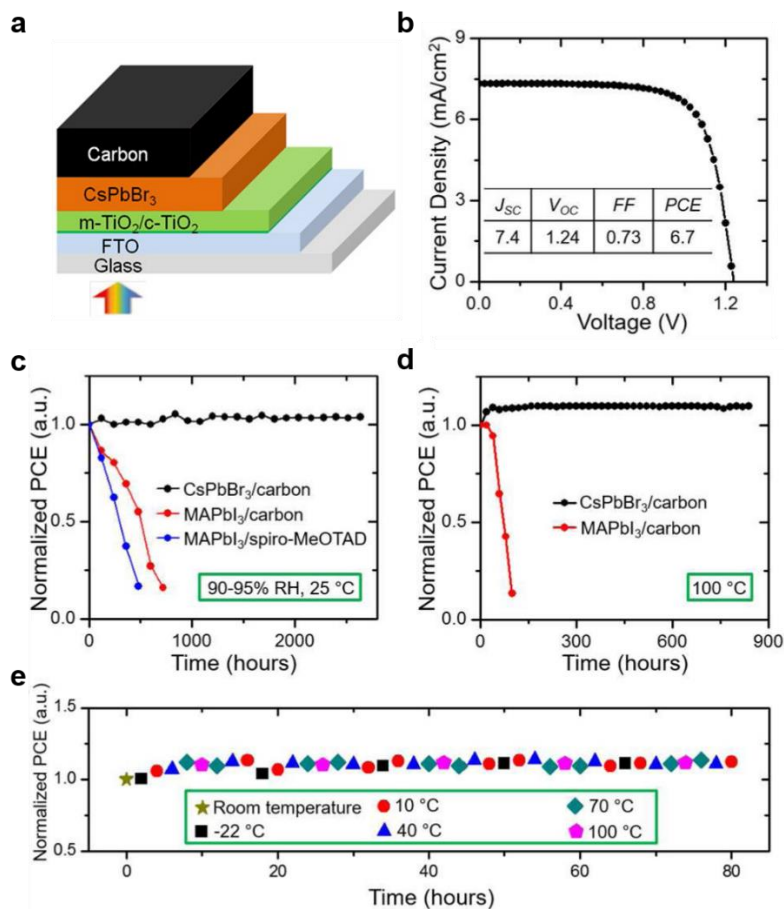 a
Carbon
CsPbBr₃
m-TiO₂/c-TiO₂
FTO
Glass
b
Current Density (mA/cm²)
9
6
3
0
J_SC V_OC FF PCE
7.4 1.24 0.73 6.7
0.0 0.4 0.8 1.2
Voltage (V)
c
Normalized PCE (a.u.)
1.0
0.5
0.0
CsPbBr₃/carbon
MAPbI₃/carbon
MAPbI₃/spiro-MeOTAD
90-95% RH, 25 °C
0 1000 2000
Time (hours)
d
Normalized PCE (a.u.)
1.0
0.5
0.0
CsPbBr₃/carbon
MAPbI₃/carbon
100 °C
0 300 600 900
Time (hours)
e
Normalized PCE (a.u.)
1.5
1.0
0.5
Room temperature 10 °C 70 °C
-22 °C 40 °C 100 °C
0 20 40 60 80
Time (hours)